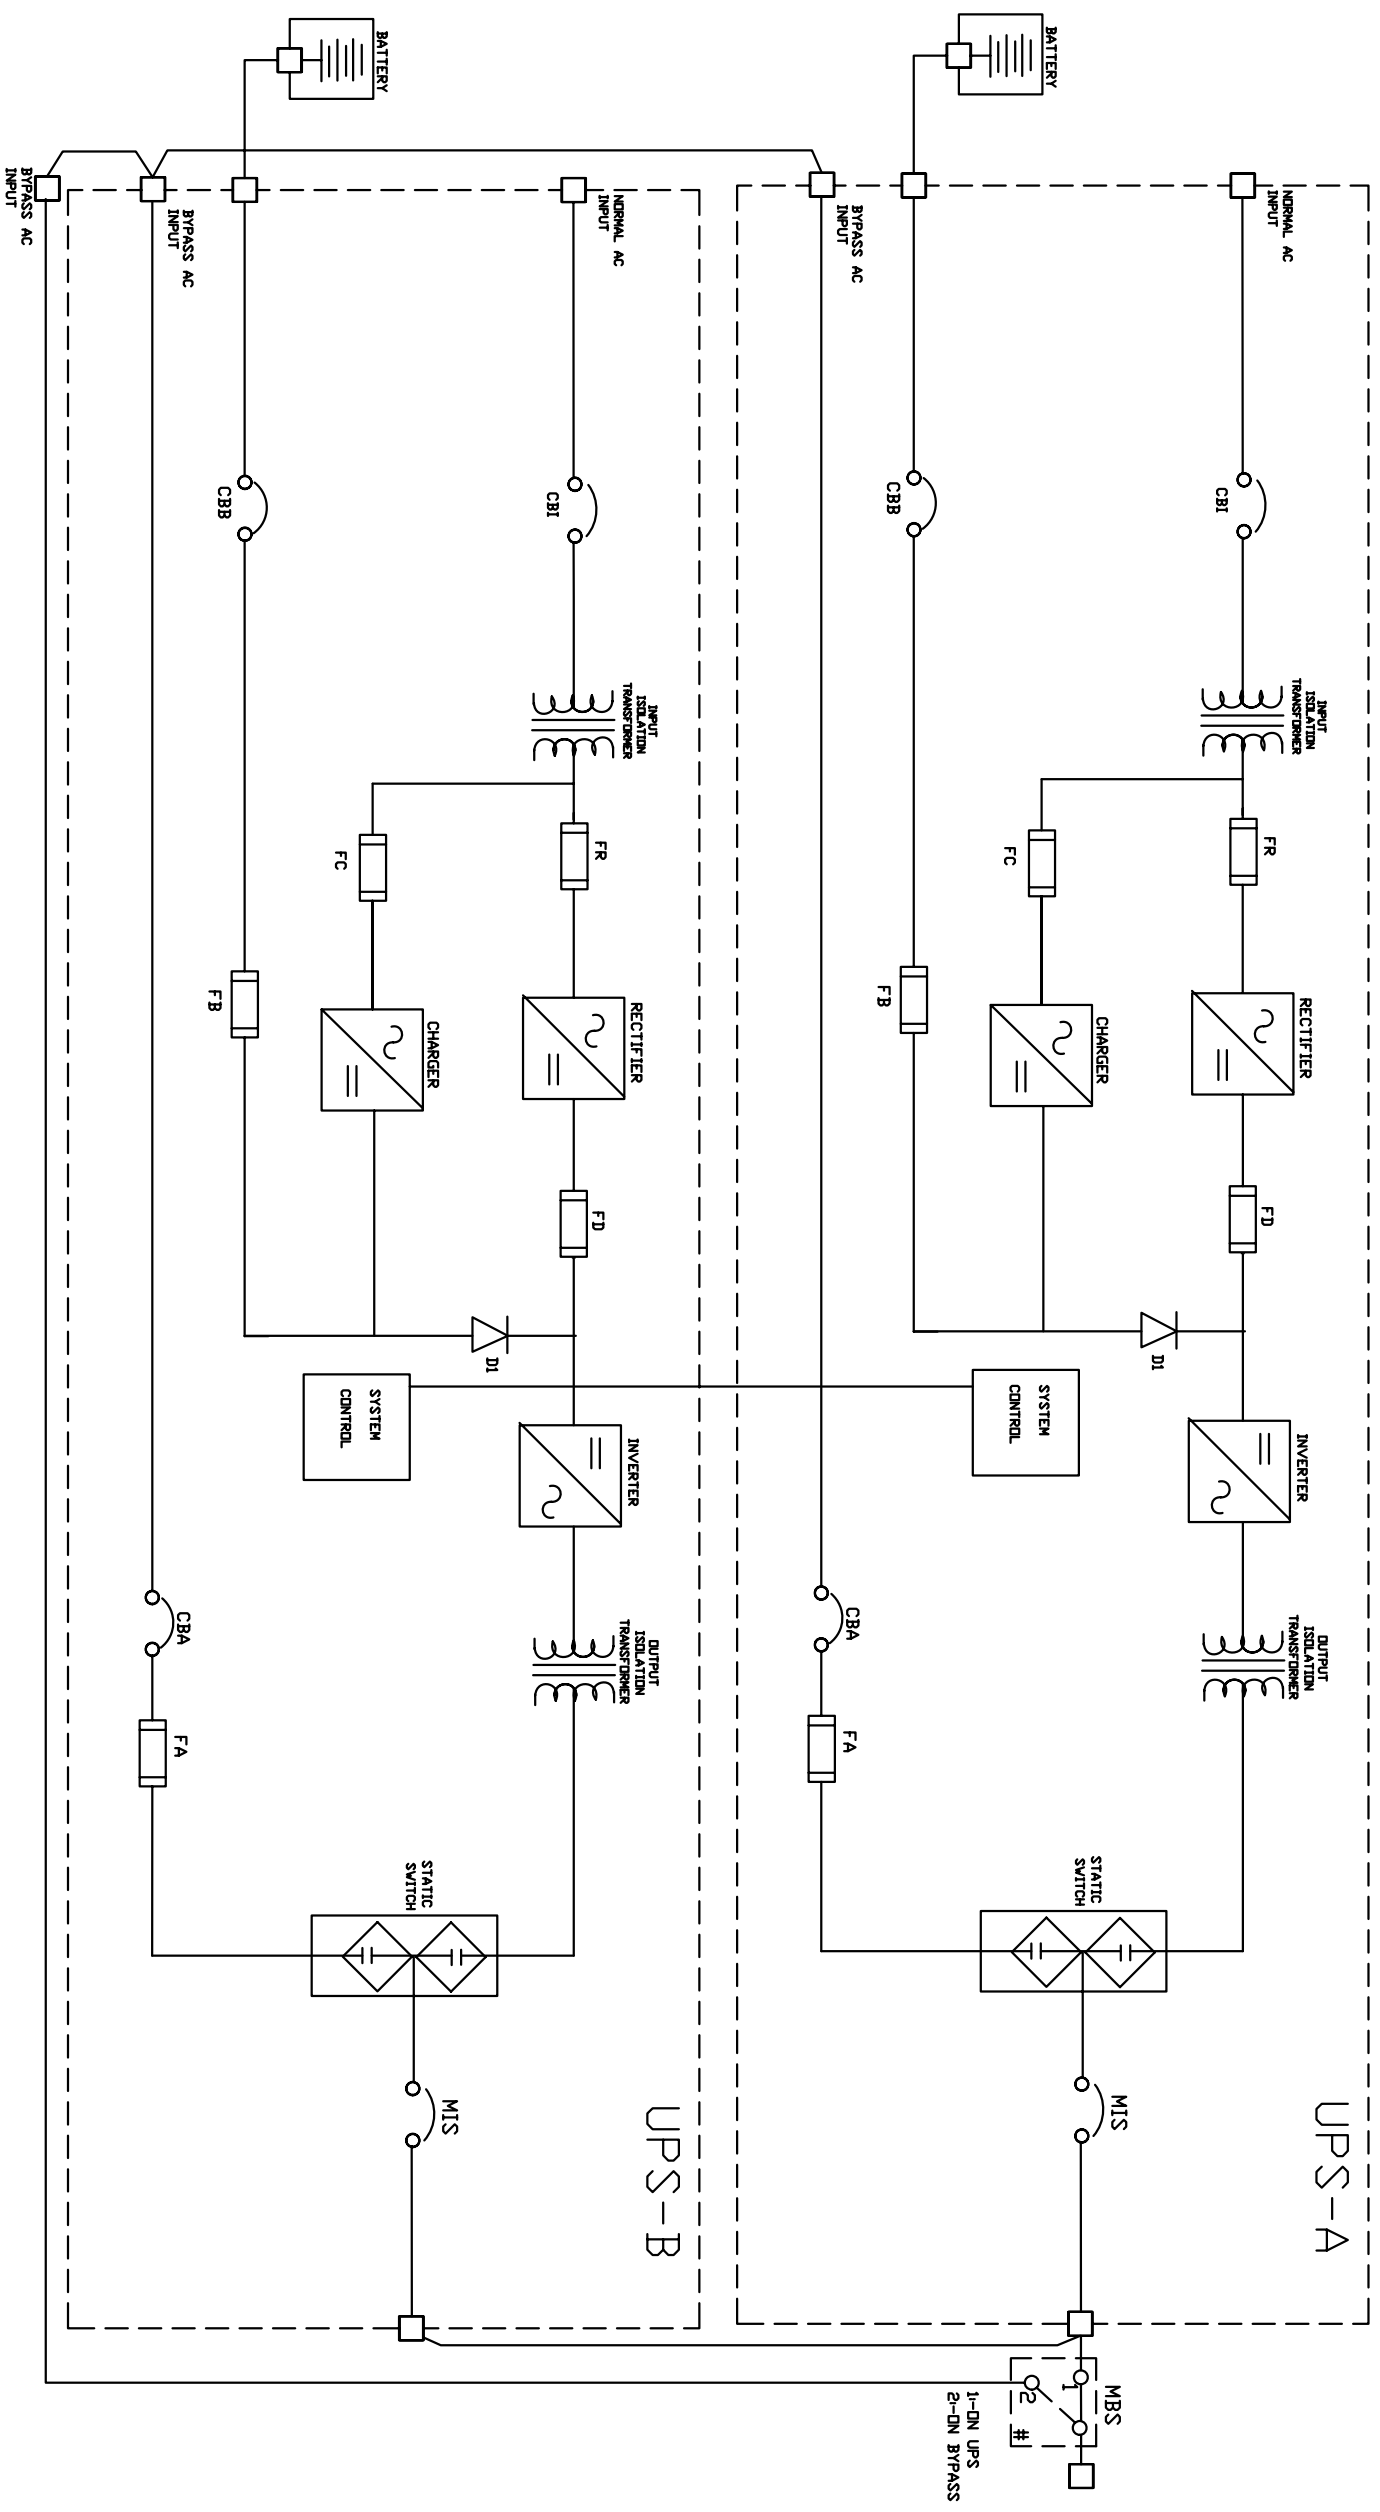 UPS-A
NORMAL AC
INPUT
CBI
INPUT
ISOLATION
TRANSFORMER
FR
RECTIFIER
FD
INVERTER
OUTPUT
ISOLATION
TRANSFORMER
BATTERY
FC
CHARGER
D1
SYSTEM
CONTROL
STATIC
SWITCH
MIS
MBS
1
2
#
1:-ON UPS
2:-ON BYPASS
CBB
FB
BYPASS AC
INPUT
CBA
FA
UPS-B
NORMAL AC
INPUT
CBI
INPUT
ISOLATION
TRANSFORMER
FR
RECTIFIER
FD
INVERTER
OUTPUT
ISOLATION
TRANSFORMER
BATTERY
FC
CHARGER
D1
SYSTEM
CONTROL
STATIC
SWITCH
MIS
CBB
FB
BYPASS AC
INPUT
CBA
FA
BYPASS AC
INPUT